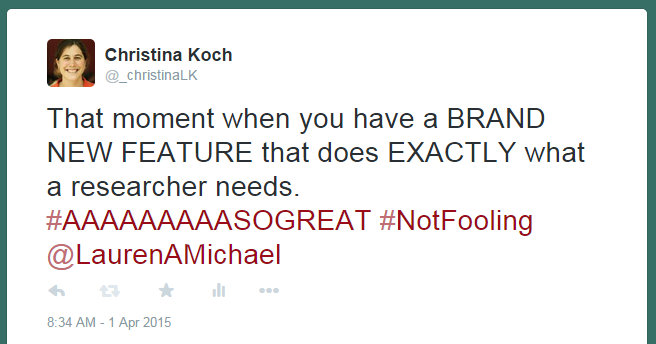 Christina Koch
@_christinaLK
That moment when you have a BRAND
NEW FEATURE that does EXACTLY what
a researcher needs.
#AAAAAAAAASOGREAT #NotFooling
@LaurenAMichael
8:34 AM - 1 Apr 2015